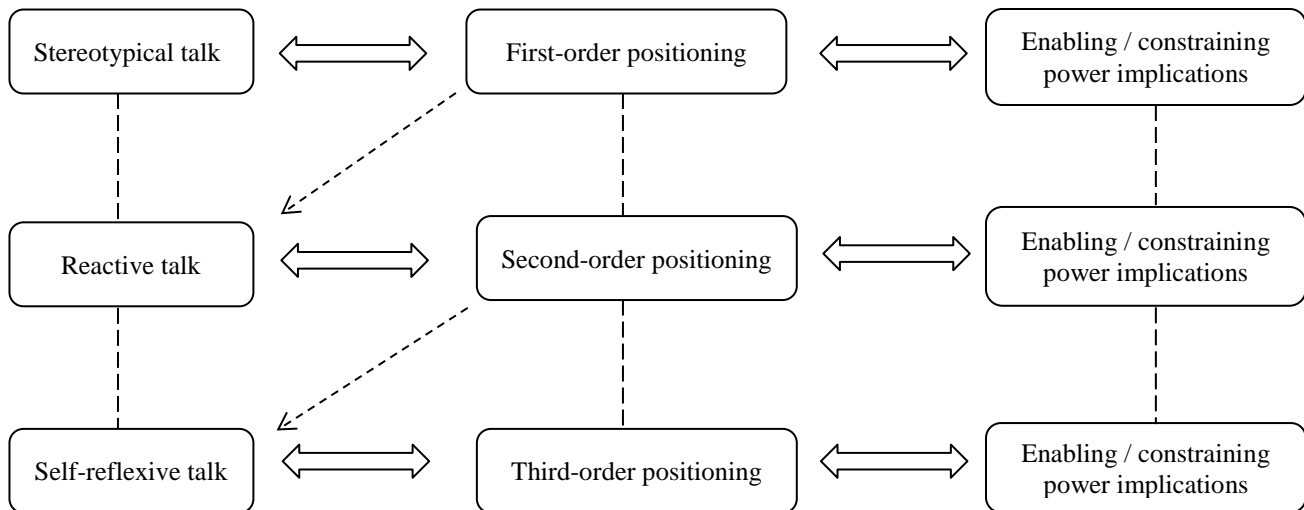 Stereotypical talk
First-order positioning
Enabling / constraining
power implications
Reactive talk
Second-order positioning
Enabling / constraining
power implications
Self-reflexive talk
Third-order positioning
Enabling / constraining
power implications